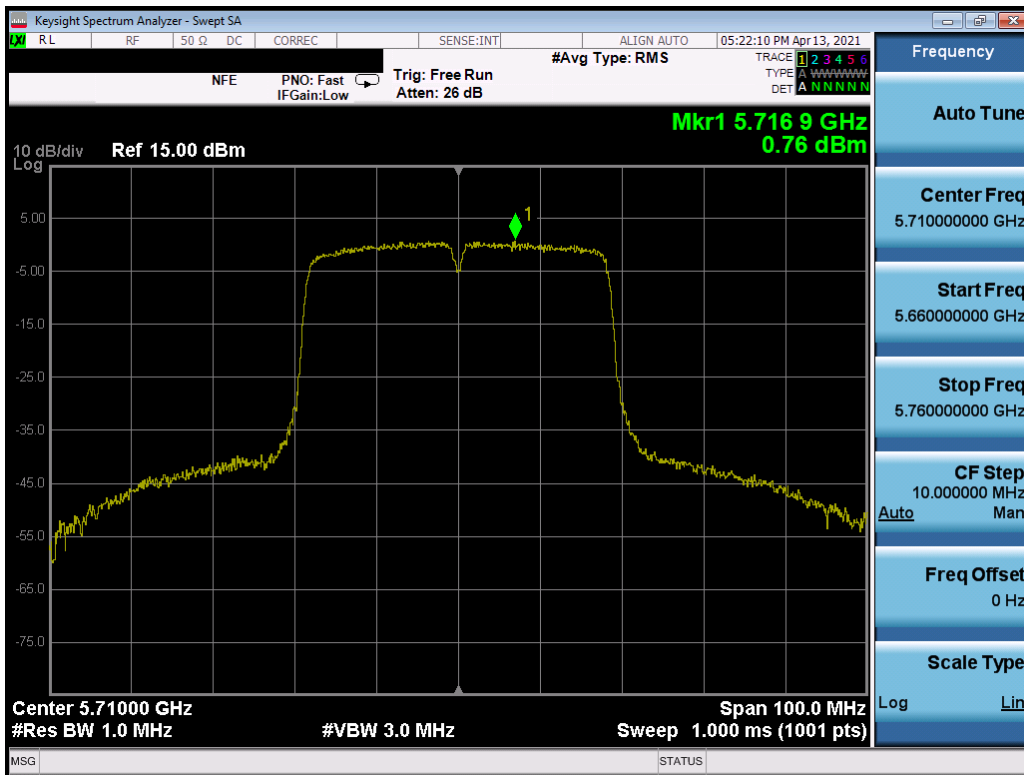 Keysight Spectrum Analyzer - Swept SA
LXI RL RF 50 Ω DC CORREC SENSE:INT ALIGN AUTO 05:22:10 PM Apr 13, 2021
#Avg Type: RMS
TRACE 1 2 3 4 5 6
NFE PNO: Fast Trig: Free Run TYPE A WWWWW
IFGain:Low Atten: 26 dB DET A N N N N N
Mkr1 5.716 9 GHz
0.76 dBm
10 dB/div Ref 15.00 dBm
Log
1
5.00
-5.00
-15.0
-25.0
-35.0
-45.0
-55.0
-65.0
-75.0
Center 5.71000 GHz Span 100.0 MHz
#Res BW 1.0 MHz #VBW 3.0 MHz Sweep 1.000 ms (1001 pts)
MSG STATUS
Frequency
Auto Tune
Center Freq
5.710000000 GHz
Start Freq
5.660000000 GHz
Stop Freq
5.760000000 GHz
CF Step
10.000000 MHz
Auto Man
Freq Offset
0 Hz
Scale Type
Log Lin